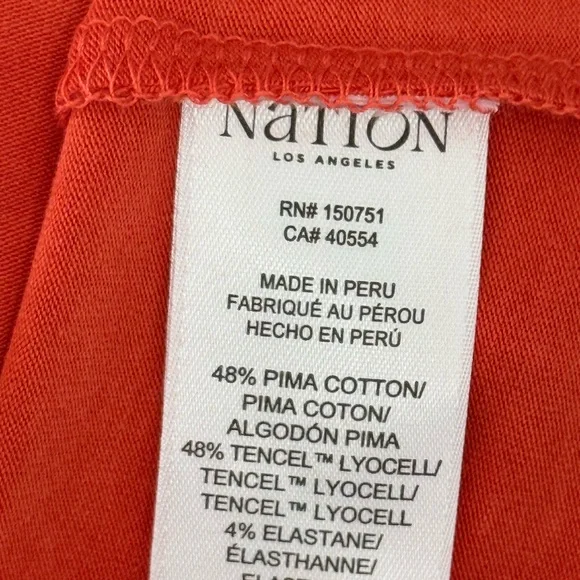 NaTION
LOS ANGELES
RN# 150751
CA# 40554
MADE IN PERU
FABRIQUÉ AU PÉROU
HECHO EN PERÚ
48% PIMA COTTON/
PIMA COTON/
ALGODÓN PIMA
48% TENCEL™ LYOCELL/
TENCEL™ LYOCELL/
TENCEL™ LYOCELL
4% ELASTANE/
ÉLASTHANNE/